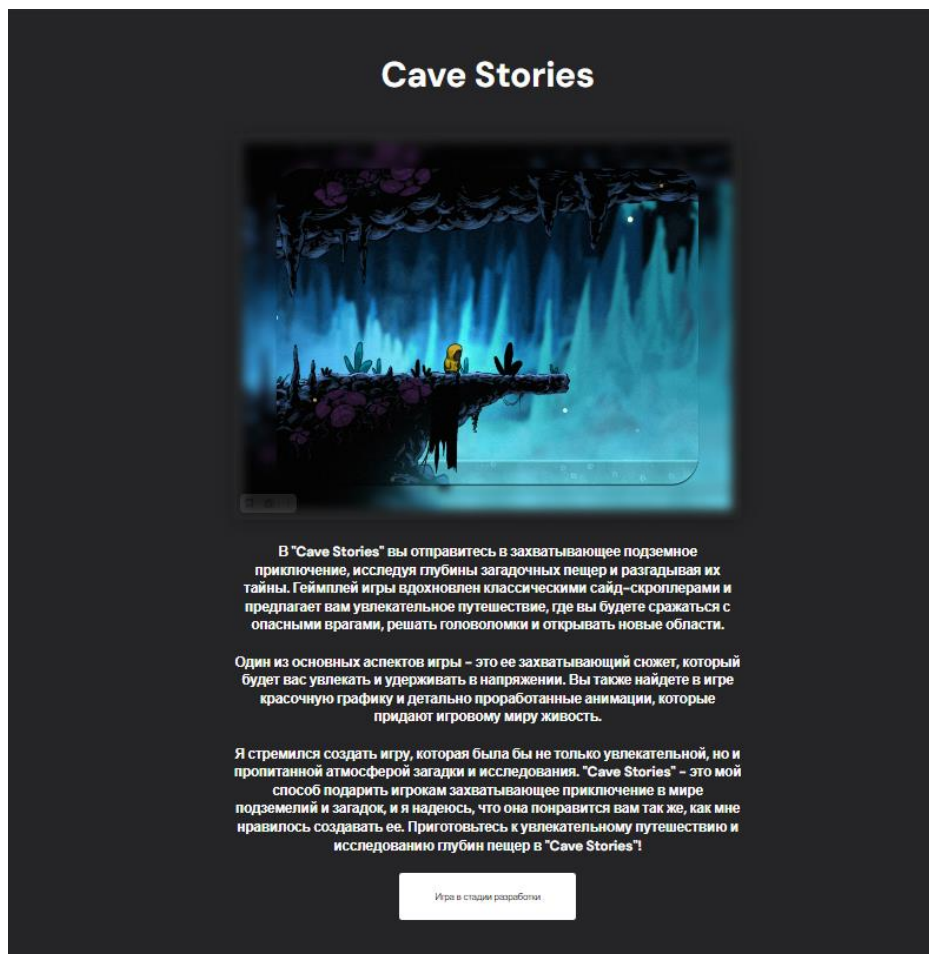 Cave Stories
В "Cave Stories" вы отправитесь в захватывающее подземное
приключение, исследуя глубины загадочных пещер и разгадывая их
тайны. Геймплей игры вдохновлен классическими сайд-скроллерами и
предлагает вам увлекательное путешествие, где вы будете сражаться с
опасными врагами, решать головоломки и открывать новые области.
Один из основных аспектов игры - это ее захватывающий сюжет, который
будет вас увлекать и удерживать в напряжении. Вы также найдете в игре
красочную графику и детально проработанные анимации, которые
придают игровому миру живость.
Я стремился создать игру, которая была бы не только увлекательной, но и
пропитанной атмосферой загадки и исследования. "Cave Stories" - это мой
способ подарить игрокам захватывающее приключение в мире
подземелий и загадок, и я надеюсь, что она понравится вам так же, как мне
нравилось создавать ее. Приготовьтесь к увлекательному путешествию и
исследованию глубин пещер в "Cave Stories"!
Игра в стадии разработки